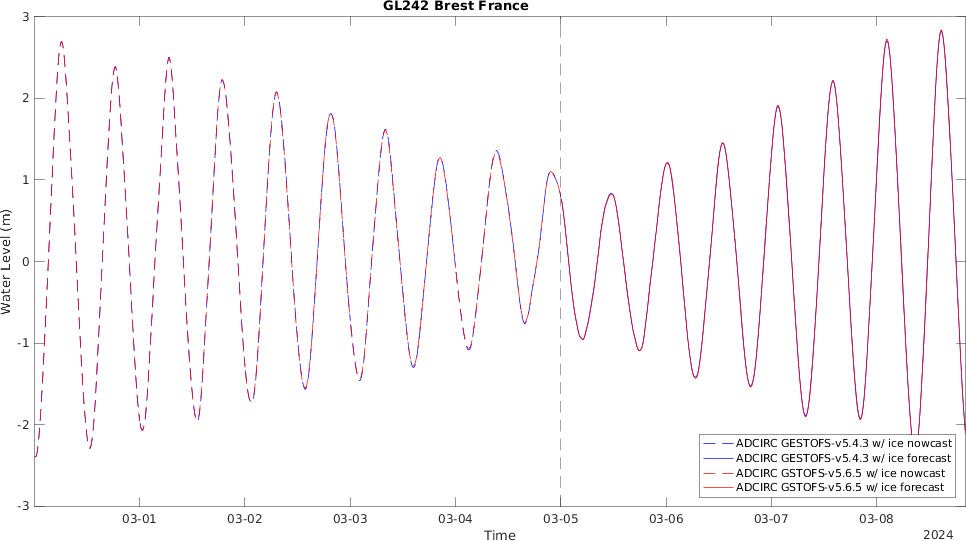 GL242 Brest France
3
2
1
0
-1
-2
-3
Water Level (m)
ADCIRC GESTOFS-v5.4.3 w/ ice nowcast
ADCIRC GESTOFS-v5.4.3 w/ ice forecast
ADCIRC GSTOFS-v5.6.5 w/ ice nowcast
ADCIRC GSTOFS-v5.6.5 w/ ice forecast
03-01 03-02 03-03 03-04 03-05 03-06 03-07 03-08
Time
2024